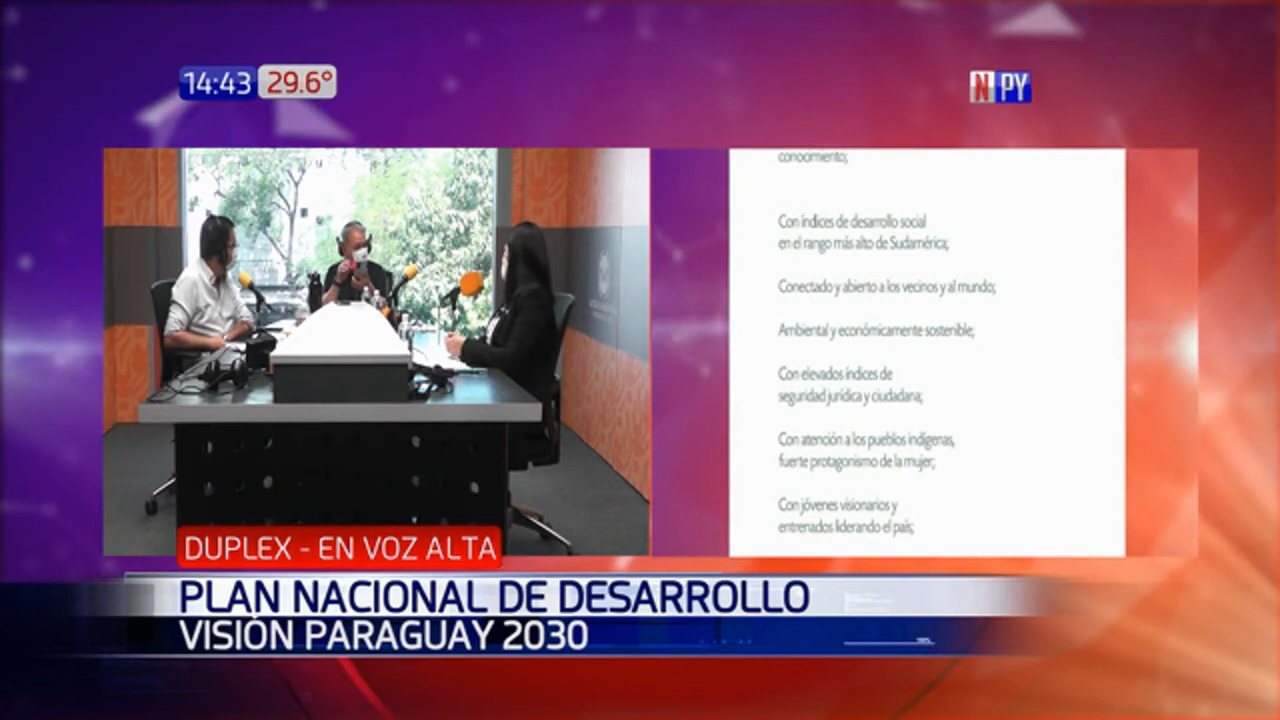 14:43 29.6°
N PY
conocimiento;
Con índices de desarrollo social
en el rango más alto de Sudamérica;
Conectado y abierto a los vecinos y al mundo;
Ambiental y económicamente sostenible;
Con elevados índices de
seguridad jurídica y ciudadana;
Con atención a los pueblos indígenas,
fuerte protagonismo de la mujer;
Con jóvenes visionarios y
entrenados liderando el país;
DUPLEX - EN VOZ ALTA
PLAN NACIONAL DE DESARROLLO
VISIÓN PARAGUAY 2030